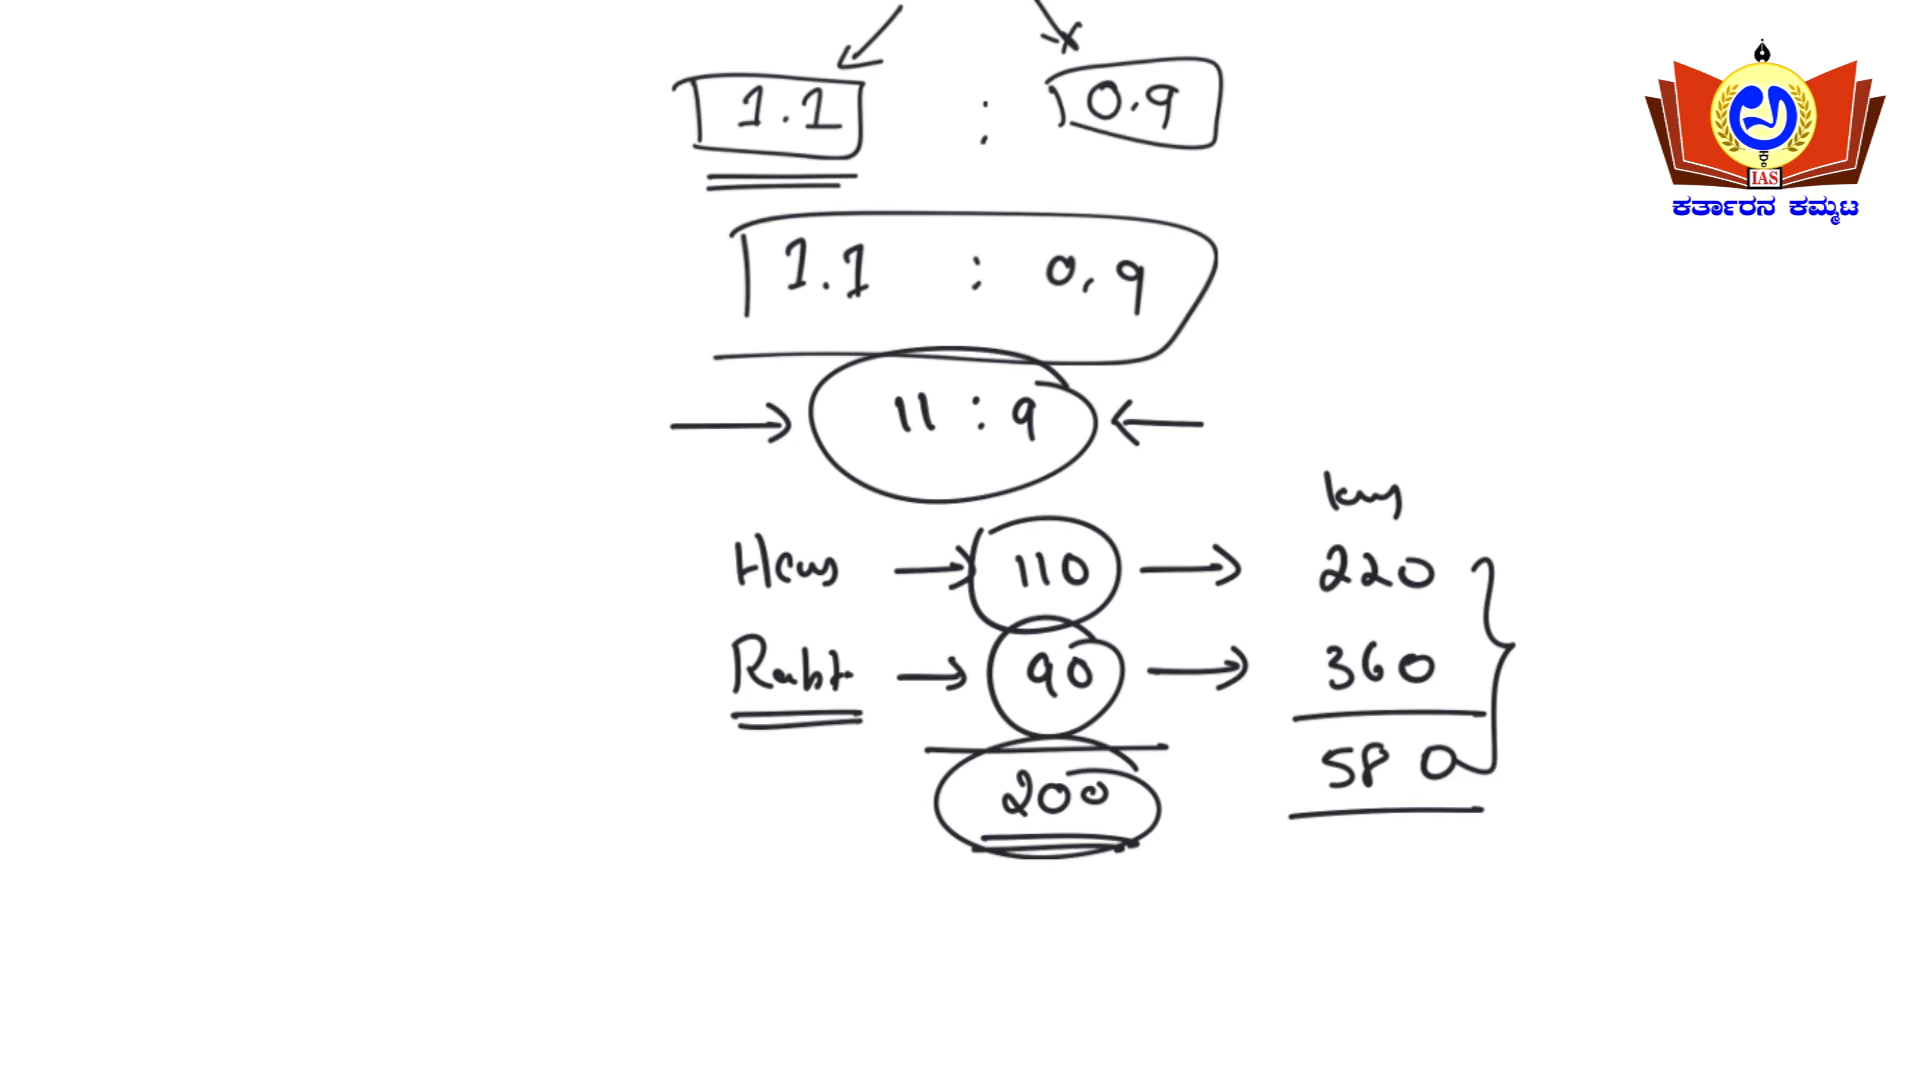 1.1 : 0.9
1.1 : 0.9
11 : 9
Hens → 110 → 220
Rabt → 90 → 360
200
580
IAS
ಕರ್ತಾರನ ಕಮ್ಮಟ